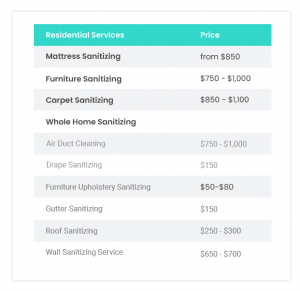 Residential Services Price
Mattress Sanitizing from $850
Furniture Sanitizing $750 - $1,000
Carpet Sanitizing $850 - $1,100
Whole Home Sanitizing
Air Duct Cleaning $750 - $1,000
Drape Sanitizing $150
Furniture Upholstery Sanitizing $50-$80
Gutter Sanitizing $150
Roof Sanitizing $250 - $300
Wall Sanitizing Service $650 - $700